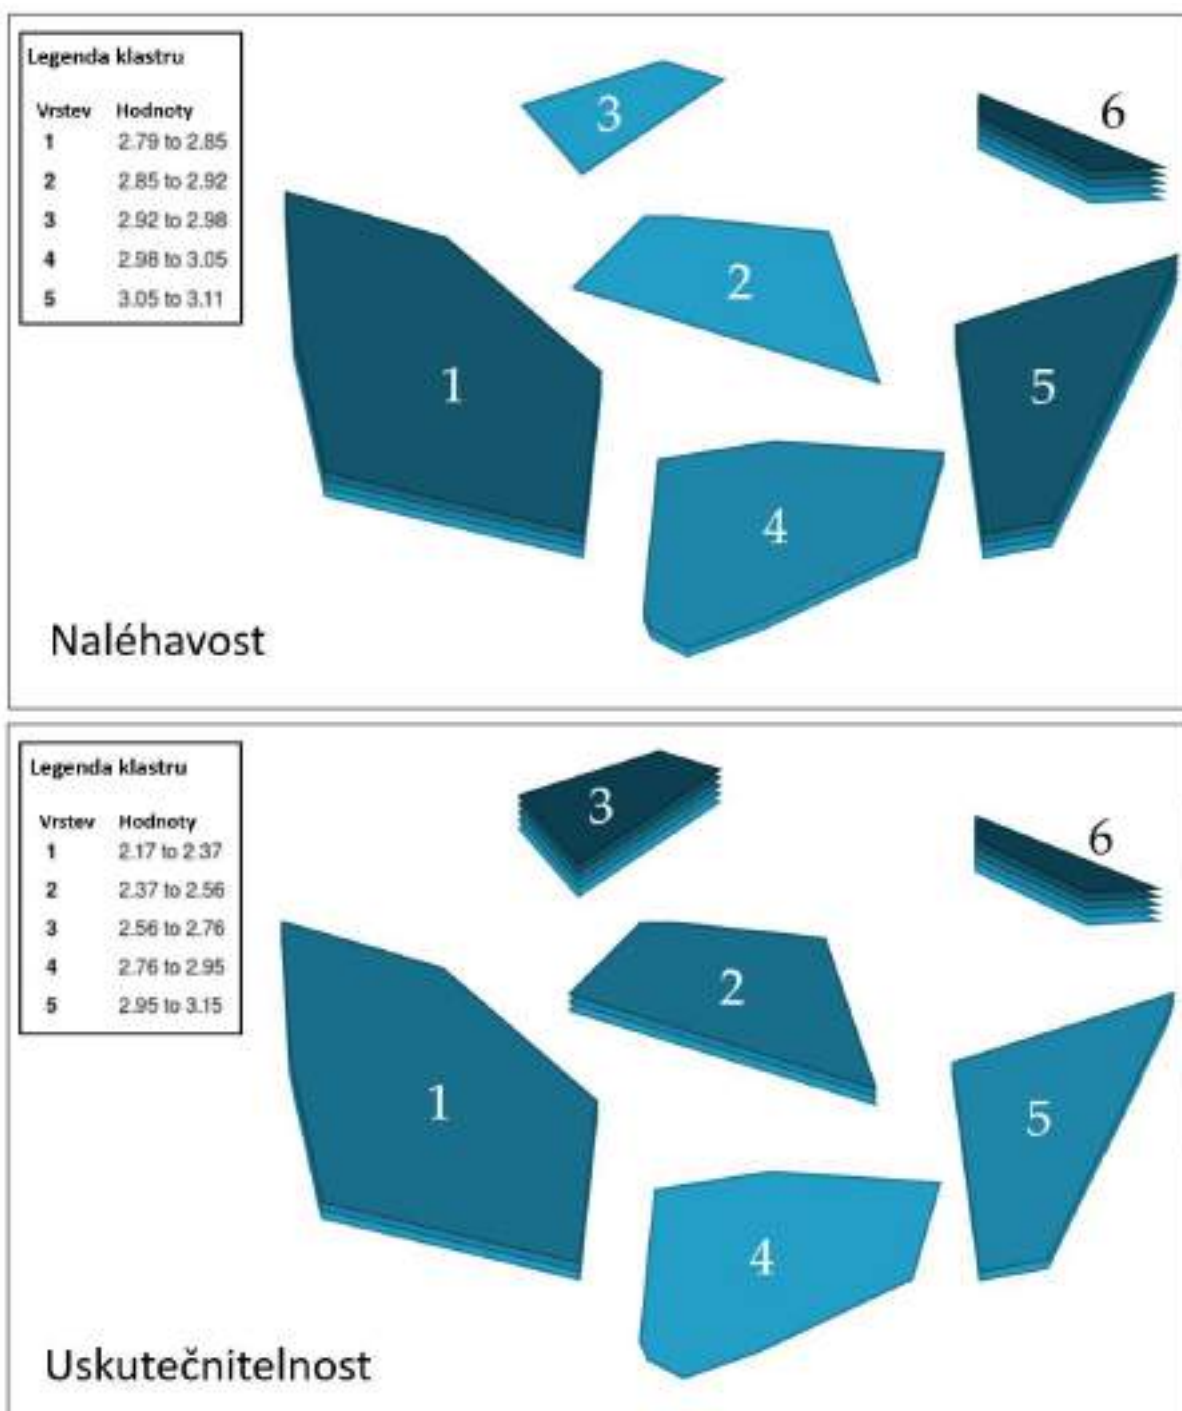 Legenda klastru
Vrstev Hodnoty
1 2.79 to 2.85
2 2.85 to 2.92
3 2.92 to 2.98
4 2.98 to 3.05
5 3.05 to 3.11
3
6
2
1
5
4
Naléhavost
Legenda klastru
Vrstev Hodnoty
1 2.17 to 2.37
2 2.37 to 2.56
3 2.56 to 2.76
4 2.76 to 2.95
5 2.95 to 3.15
3
6
2
1
5
4
Uskutečnitelnost